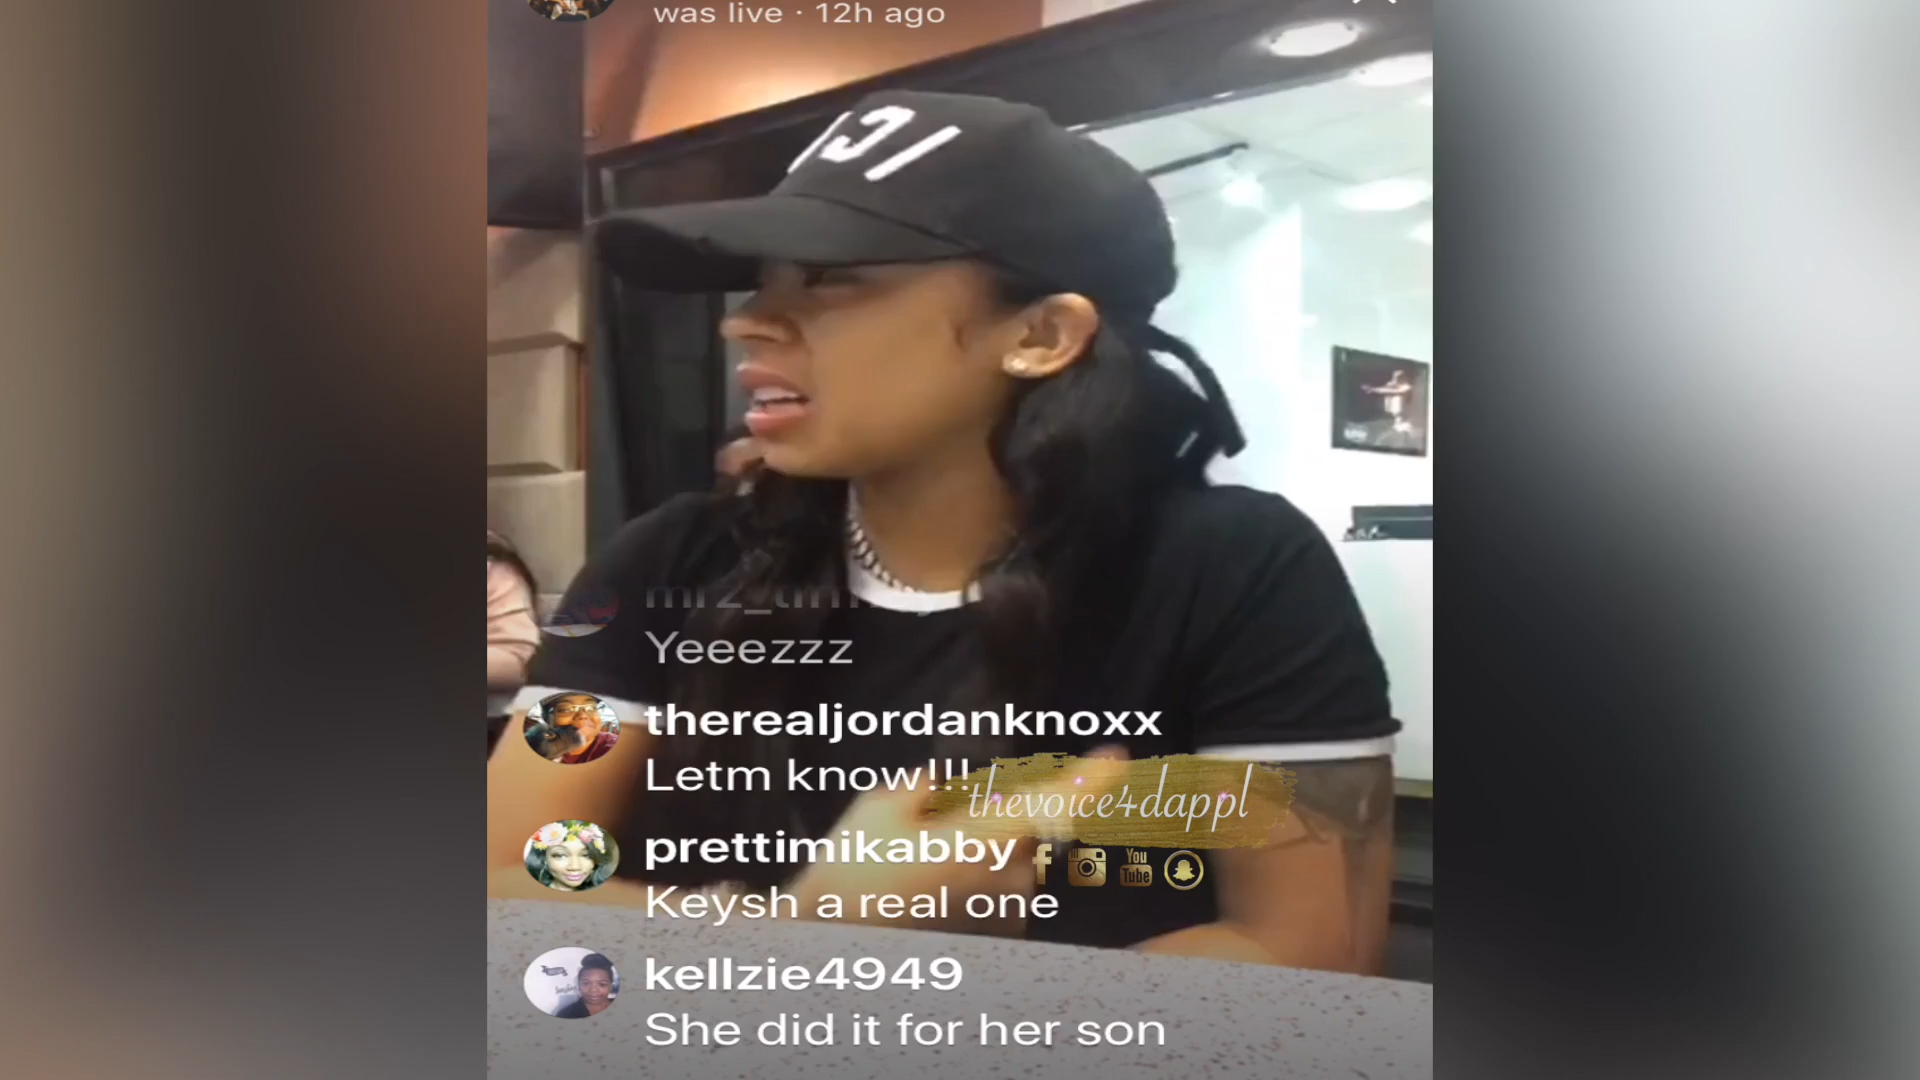 was live · 12h ago
Yeeezzz
therealjordanknoxx
Letm know!!!
thevoice4dappl
prettimikabby
You
Tube
Keysh a real one
kellzie4949
She did it for her son